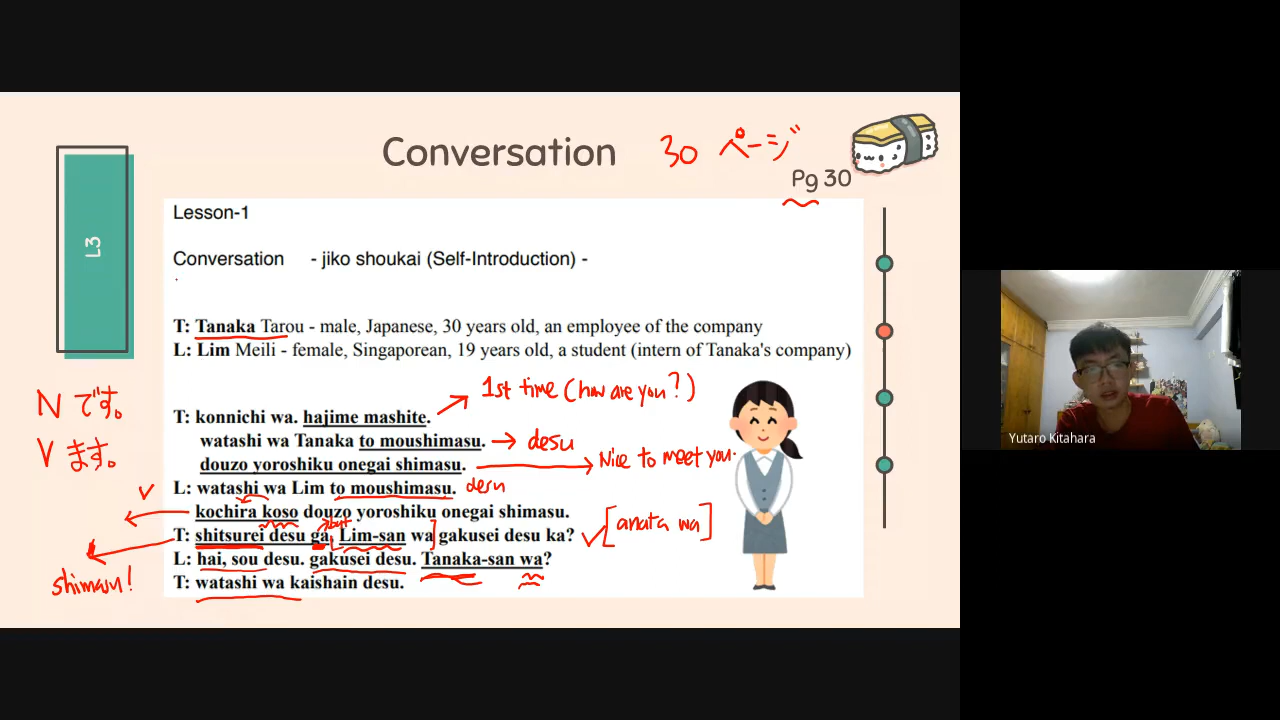 Conversation
30 ページ
Pg 30
L3
Lesson-1
Conversation - jiko shoukai (Self-Introduction) -
T: Tanaka Tarou - male, Japanese, 30 years old, an employee of the company
L: Lim Meili - female, Singaporean, 19 years old, a student (intern of Tanaka's company)
1st time (how are you?)
N です。
T: konnichi wa. hajime mashite.
V ます。
watashi wa Tanaka to moushimasu.
desu
douzo yoroshiku onegai shimasu.
Nice to meet you.
L: watashi wa Lim to moushimasu.
desu
kochira koso douzo yoroshiku onegai shimasu.
but
[anata wa]
T: shitsurei desu ga, Lim-san wa gakusei desu ka?
L: hai, sou desu. gakusei desu. Tanaka-san wa?
T: watashi wa kaishain desu.
Yutaro Kitahara